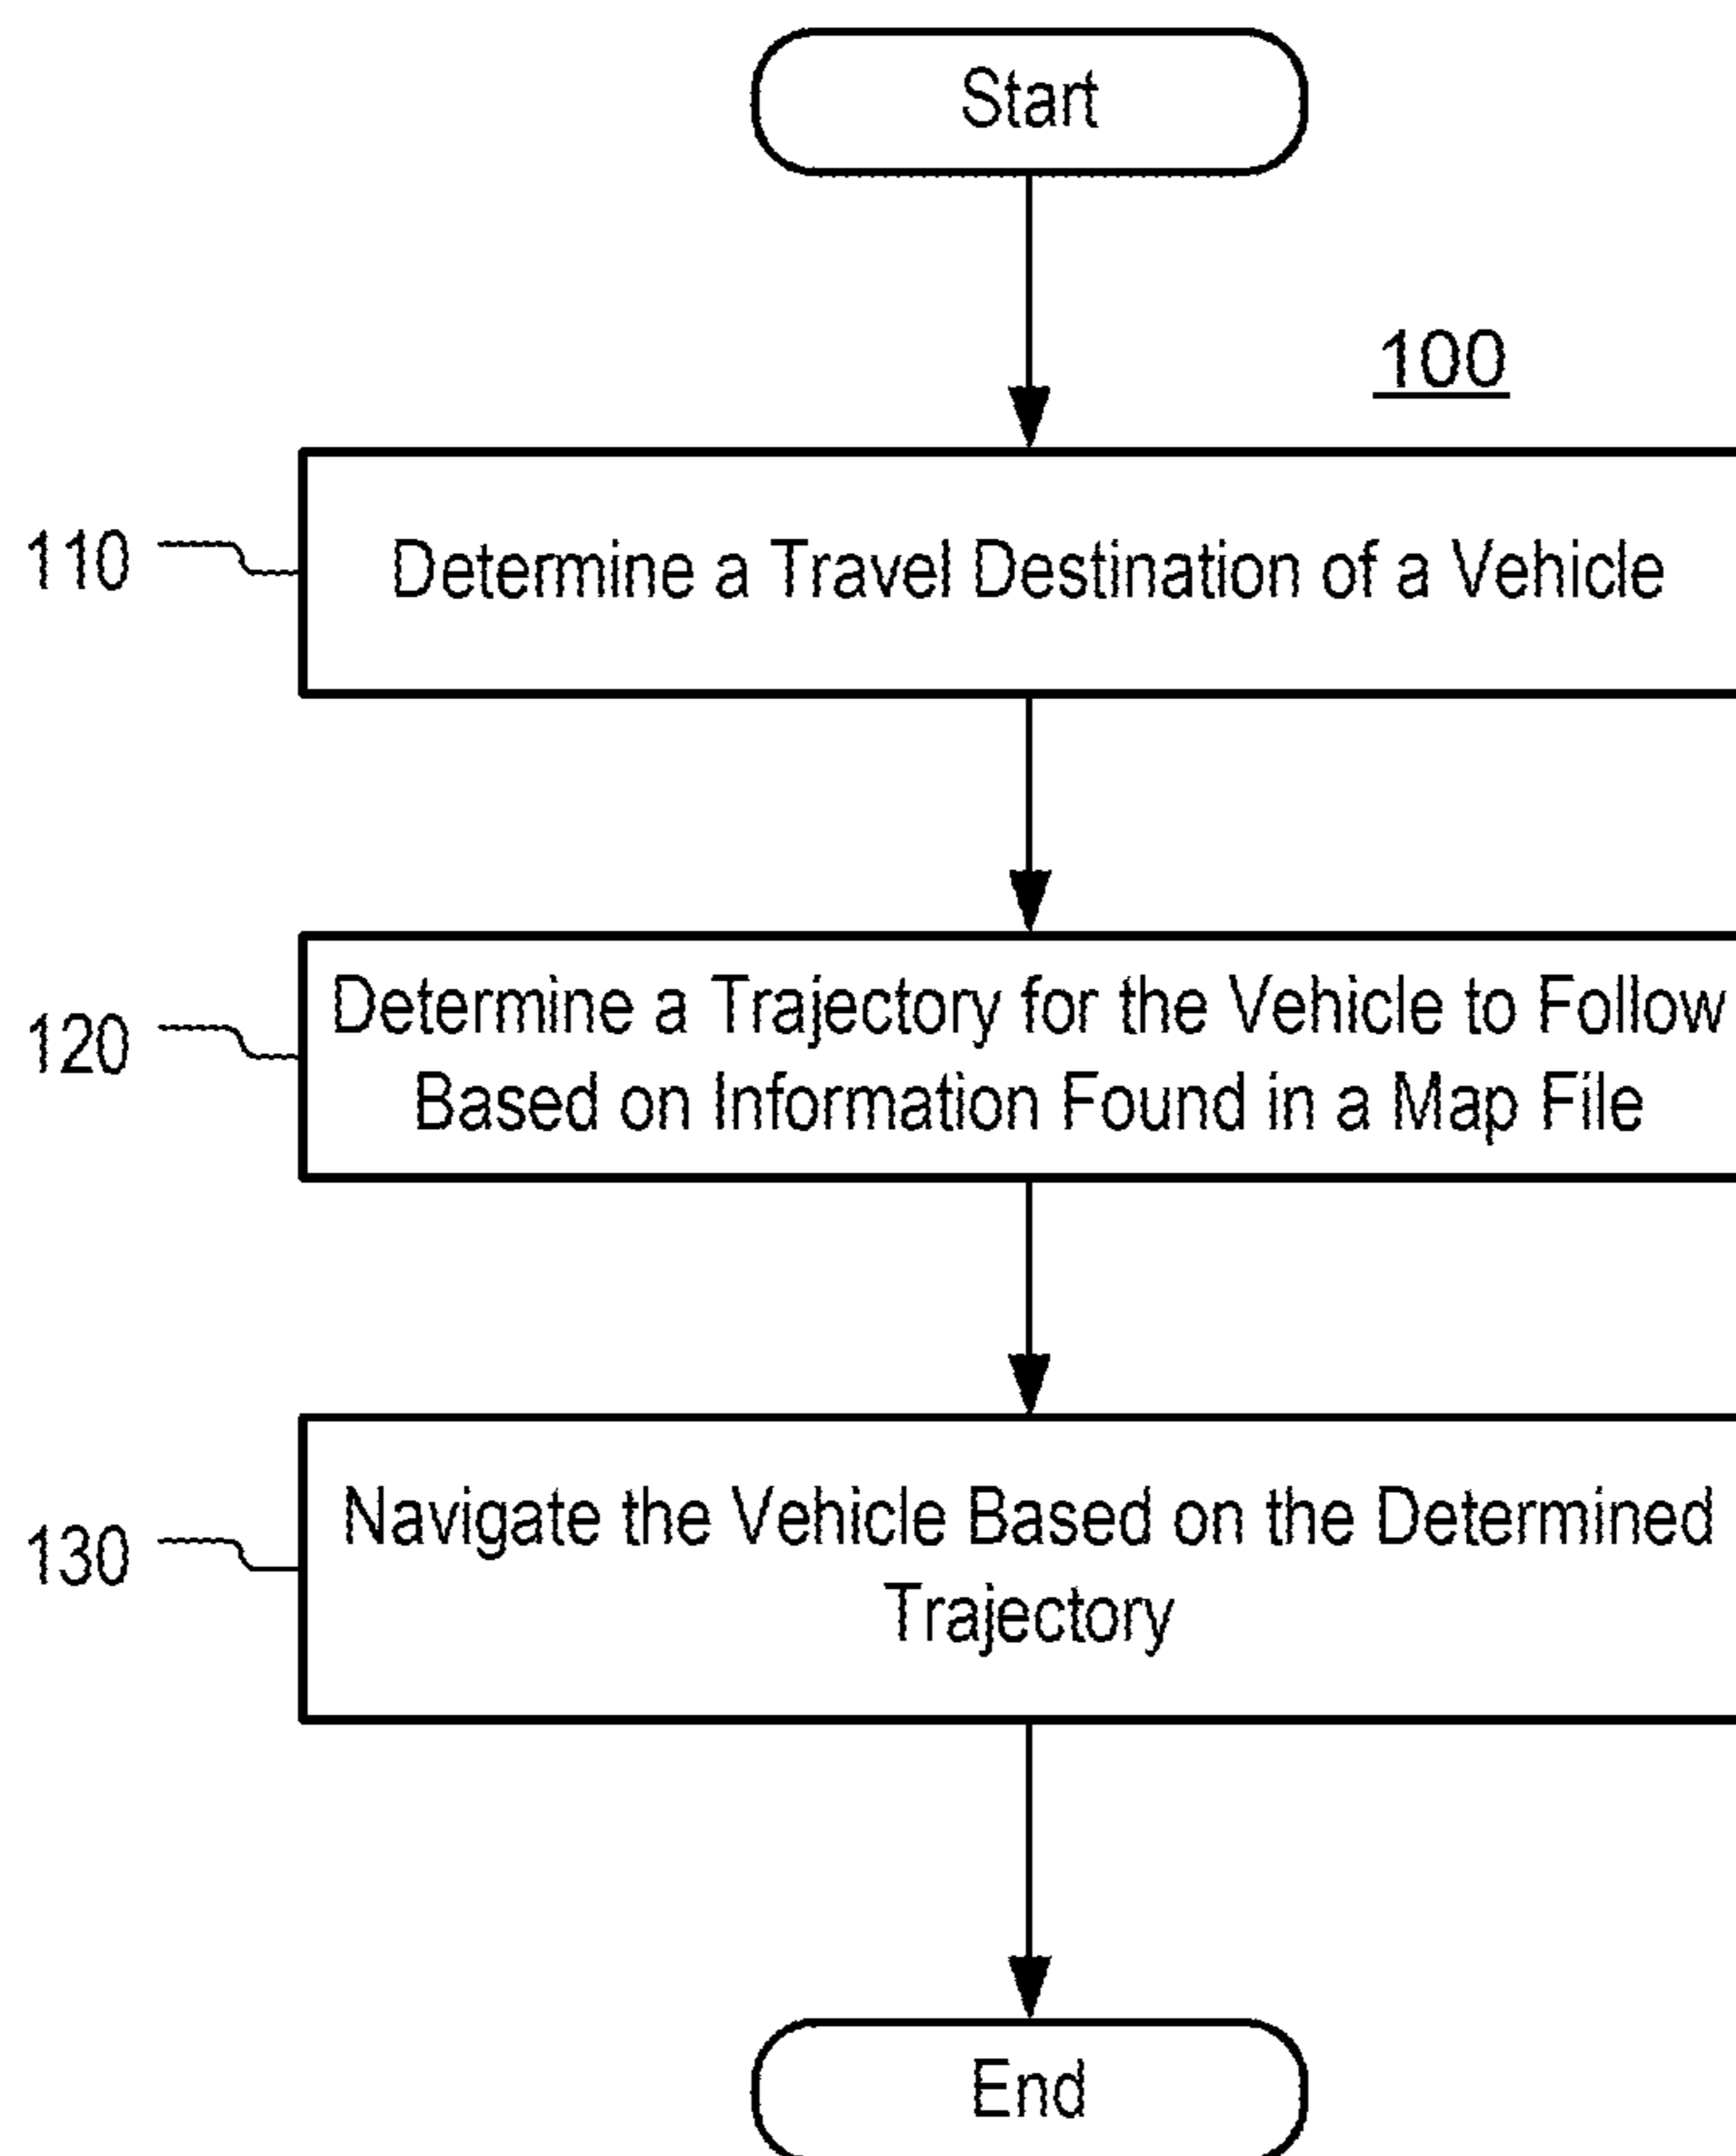 Start
100
110
Determine a Travel Destination of a Vehicle
120
Determine a Trajectory for the Vehicle to Follow
Based on Information Found in a Map File
130
Navigate the Vehicle Based on the Determined
Trajectory
End